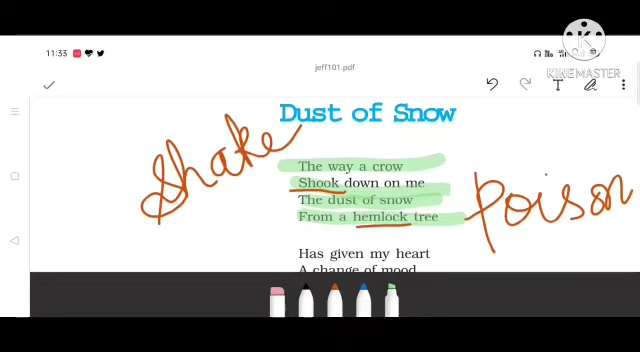 11:33
KINEMASTER
jeff101.pdf
T
Dust of Snow
Shake
The way a crow
Shook down on me
The dust of snow
From a hemlock tree
Poison
Has given my heart
A change of mood